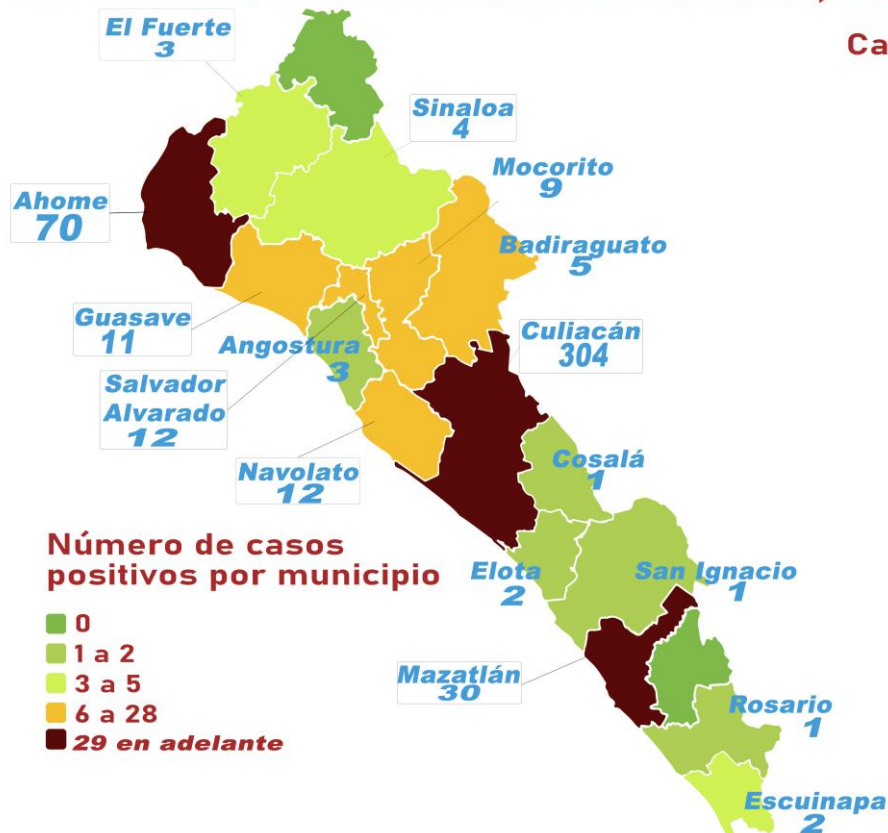 Ca
El Fuerte
3
Sinaloa
4
Mocorito
9
Ahome
70
Badiraguato
5
Guasave
11
Angostura
3
Culiacán
304
Salvador
Alvarado
12
Navolato
12
Cosalá
1
Número de casos
positivos por municipio
Elota
2
San Ignacio
1
0
1 a 2
3 a 5
6 a 28
29 en adelante
Mazatlán
30
Rosario
1
Escuinapa
2